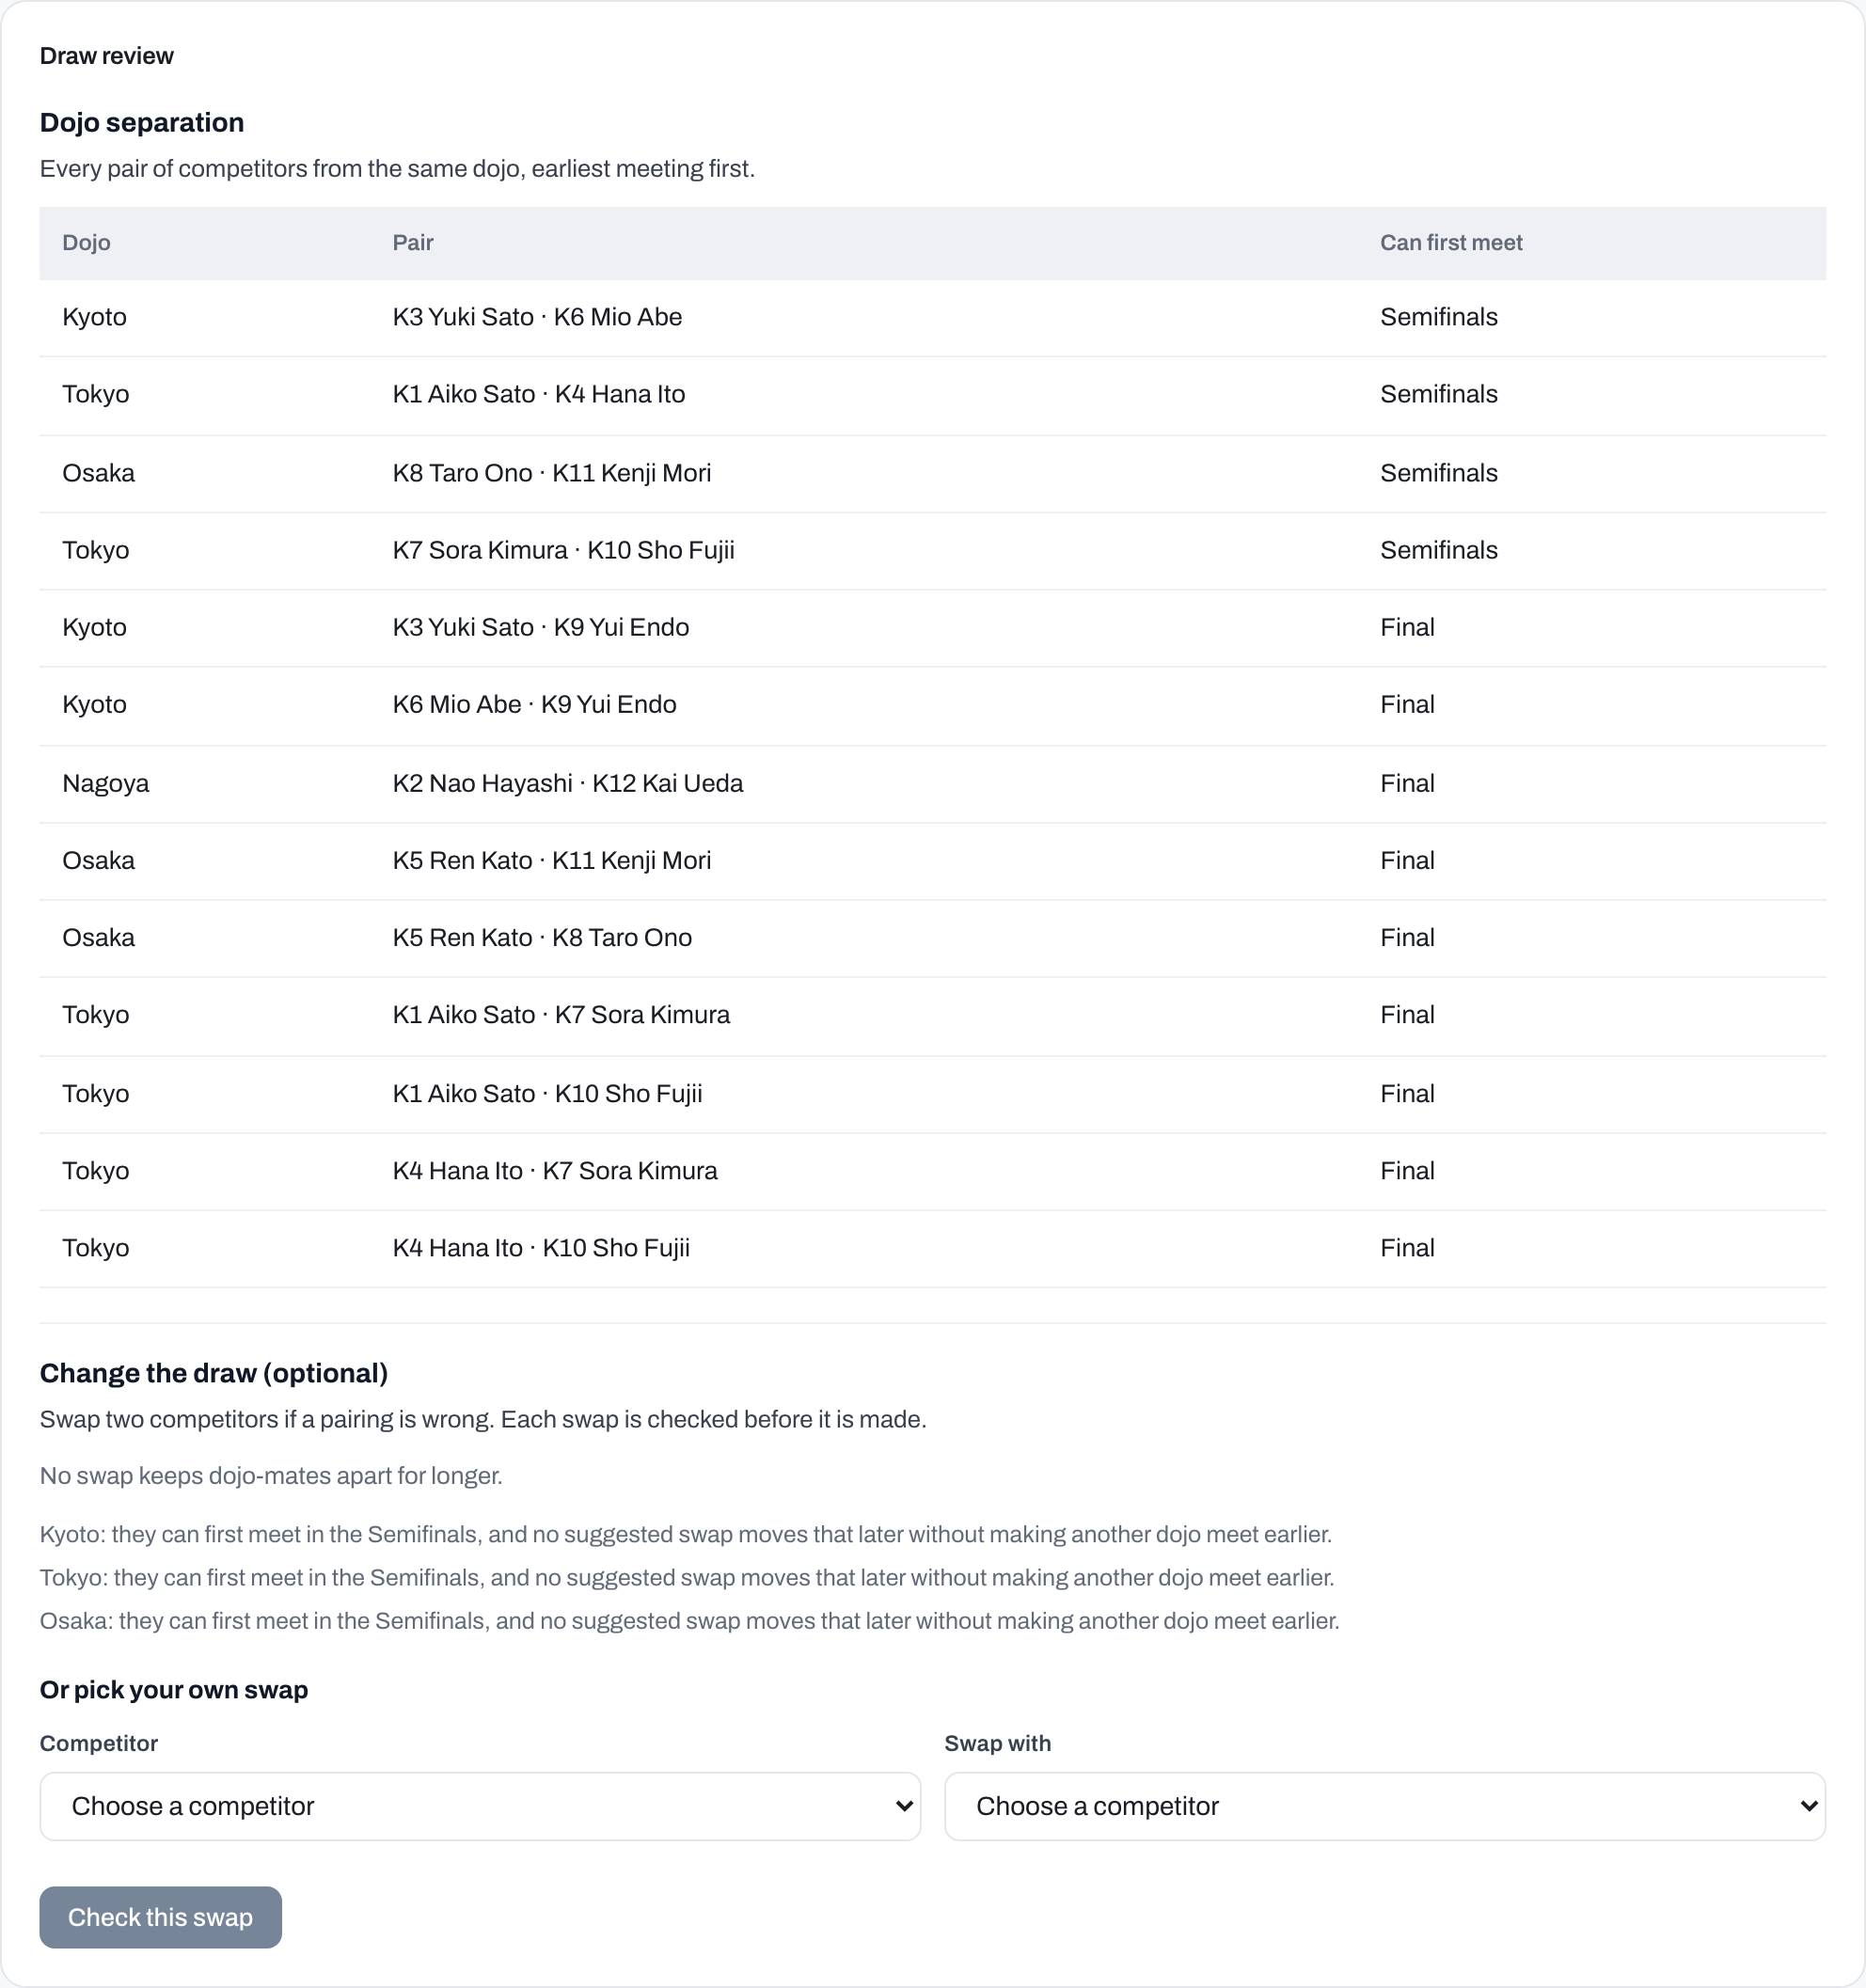 Draw review
Dojo separation
Every pair of competitors from the same dojo, earliest meeting first.
Dojo Pair Can first meet
Kyoto K3 Yuki Sato · K6 Mio Abe Semifinals
Tokyo K1 Aiko Sato · K4 Hana Ito Semifinals
Osaka K8 Taro Ono · K11 Kenji Mori Semifinals
Tokyo K7 Sora Kimura · K10 Sho Fujii Semifinals
Kyoto K3 Yuki Sato · K9 Yui Endo Final
Kyoto K6 Mio Abe · K9 Yui Endo Final
Nagoya K2 Nao Hayashi · K12 Kai Ueda Final
Osaka K5 Ren Kato · K11 Kenji Mori Final
Osaka K5 Ren Kato · K8 Taro Ono Final
Tokyo K1 Aiko Sato · K7 Sora Kimura Final
Tokyo K1 Aiko Sato · K10 Sho Fujii Final
Tokyo K4 Hana Ito · K7 Sora Kimura Final
Tokyo K4 Hana Ito · K10 Sho Fujii Final
Change the draw (optional)
Swap two competitors if a pairing is wrong. Each swap is checked before it is made.
No swap keeps dojo-mates apart for longer.
Kyoto: they can first meet in the Semifinals, and no suggested swap moves that later without making another dojo meet earlier.
Tokyo: they can first meet in the Semifinals, and no suggested swap moves that later without making another dojo meet earlier.
Osaka: they can first meet in the Semifinals, and no suggested swap moves that later without making another dojo meet earlier.
Or pick your own swap
Competitor Swap with
Choose a competitor Choose a competitor
Check this swap